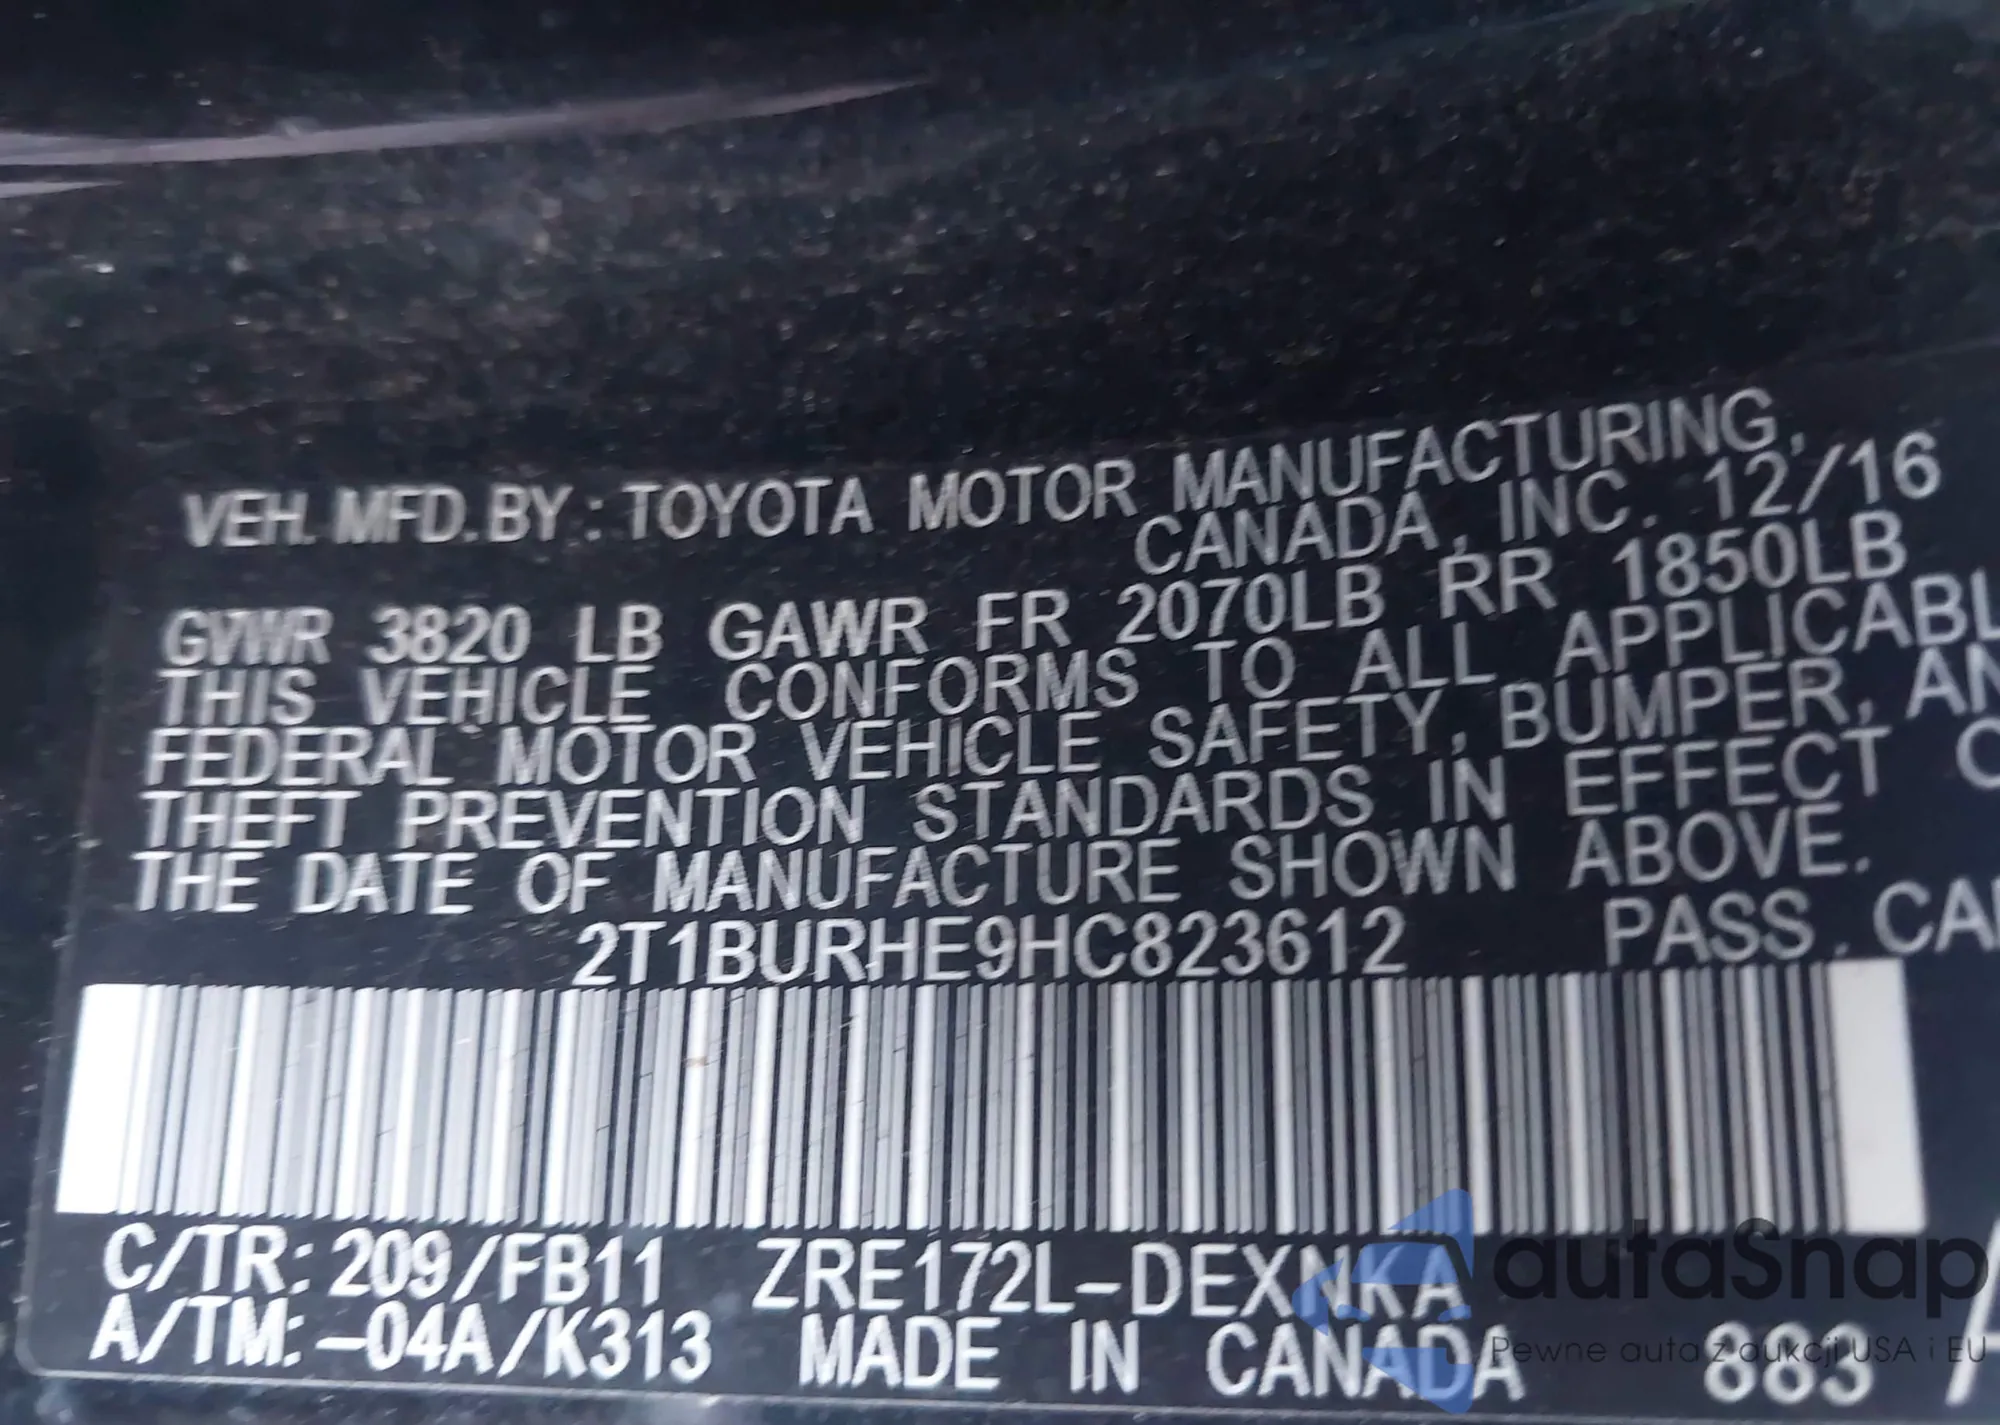 VEH. MFD. BY : TOYOTA MOTOR MANUFACTURING,
CANADA, INC. 12/16
GVWR 3820 LB GAWR FR 2070LB RR 1850LB
THIS VEHICLE CONFORMS TO ALL APPLICABL
FEDERAL MOTOR VEHICLE SAFETY, BUMPER, AN
THEFT PREVENTION STANDARDS IN EFFECT O
THE DATE OF MANUFACTURE SHOWN ABOVE.
2T1BURHE9HC823612 PASS. CAR
C/TR: 209/FB11 ZRE172L-DEXNKA
A/TM: -04A/K313 MADE IN CANADA 883
autaSnap
Pewne auta z aukcji USA i EU